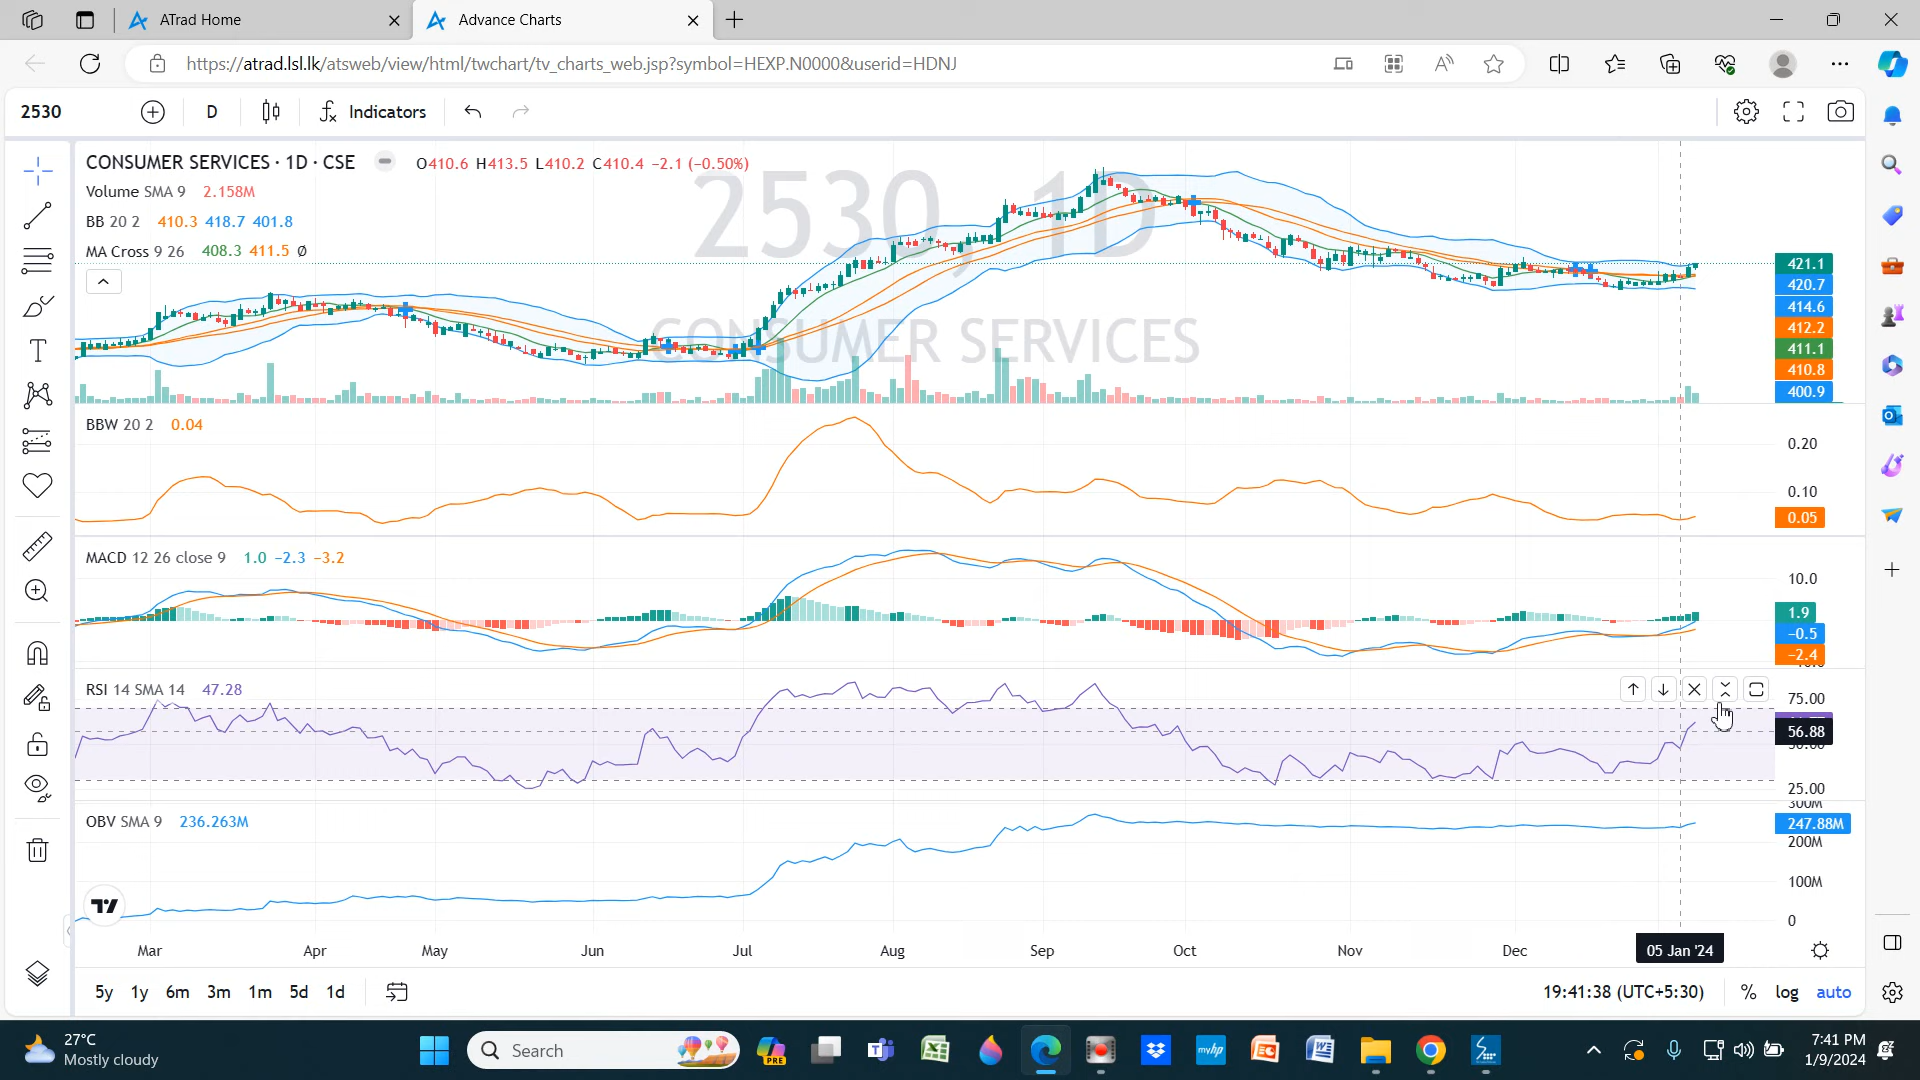 ATrad Home
Advance Charts
https://atrad.lsl.lk/atsweb/view/html/twchart/tv_charts_web.jsp?symbol=HEXP.N0000&userid=HDNJ
2530
D
Indicators
2530, 1D
CONSUMER SERVICES
CONSUMER SERVICES · 1D · CSE
O410.6 H413.5 L410.2 C410.4 −2.1 (−0.50%)
Volume SMA 9 2.158M
BB 20 2 410.3 418.7 401.8
MA Cross 9 26 408.3 411.5 Ø
421.1
420.7
414.6
412.2
411.1
410.8
400.9
BBW 20 2 0.04
0.20
0.10
0.05
MACD 12 26 close 9 1.0 −2.3 −3.2
10.0
1.9
−0.5
−2.4
RSI 14 SMA 14 47.28
75.00
56.88
25.00
OBV SMA 9 236.263M
300M
247.88M
200M
100M
0
Mar Apr May Jun Jul Aug Sep Oct Nov Dec 05 Jan '24
5y 1y 6m 3m 1m 5d 1d
19:41:38 (UTC+5:30) % log auto
27°C
Mostly cloudy
Search
PRE
myhp
7:41 PM
1/9/2024